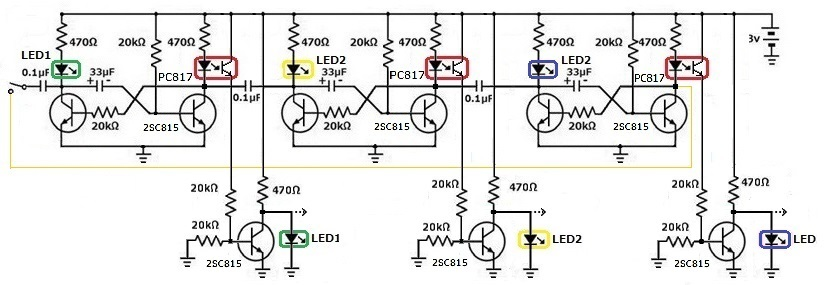 470Ω 20kΩ 470Ω 470Ω 20kΩ 470Ω 470Ω 20kΩ 470Ω 3v
LED1 LED2 LED2
0.1μF 33μF PC817 33μF PC817 33μF PC817
+ − + − + −
0.1μF 0.1μF
20kΩ 2SC815 20kΩ 2SC815 20kΩ 2SC815
20kΩ 470Ω 20kΩ 470Ω 20kΩ 470Ω
20kΩ LED1 20kΩ LED2 20kΩ LED
2SC815 2SC815 2SC815